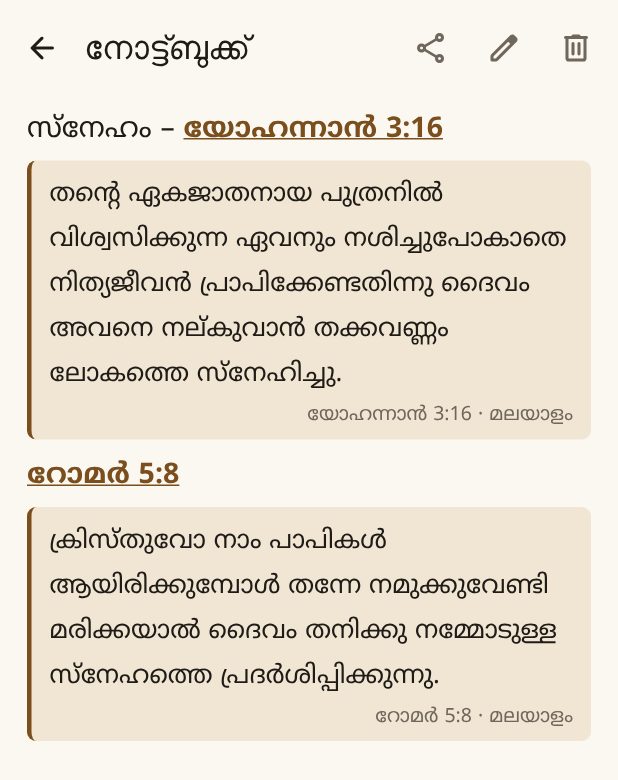 നോട്ട്ബുക്ക്
സ്നേഹം – യോഹന്നാൻ 3:16
തന്റെ ഏകജാതനായ പുത്രനിൽ
വിശ്വസിക്കുന്ന ഏവനും നശിച്ചുപോകാതെ
നിത്യജീവൻ പ്രാപിക്കേണ്ടതിന്നു ദൈവം
അവനെ നല്കുവാൻ തക്കവണ്ണം
ലോകത്തെ സ്നേഹിച്ചു.
യോഹന്നാൻ 3:16 · മലയാളം
റോമർ 5:8
ക്രിസ്തുവോ നാം പാപികൾ
ആയിരിക്കുമ്പോൾ തന്നേ നമുക്കുവേണ്ടി
മരിക്കയാൽ ദൈവം തനിക്കു നമ്മോടുള്ള
സ്നേഹത്തെ പ്രദർശിപ്പിക്കുന്നു.
റോമർ 5:8 · മലയാളം